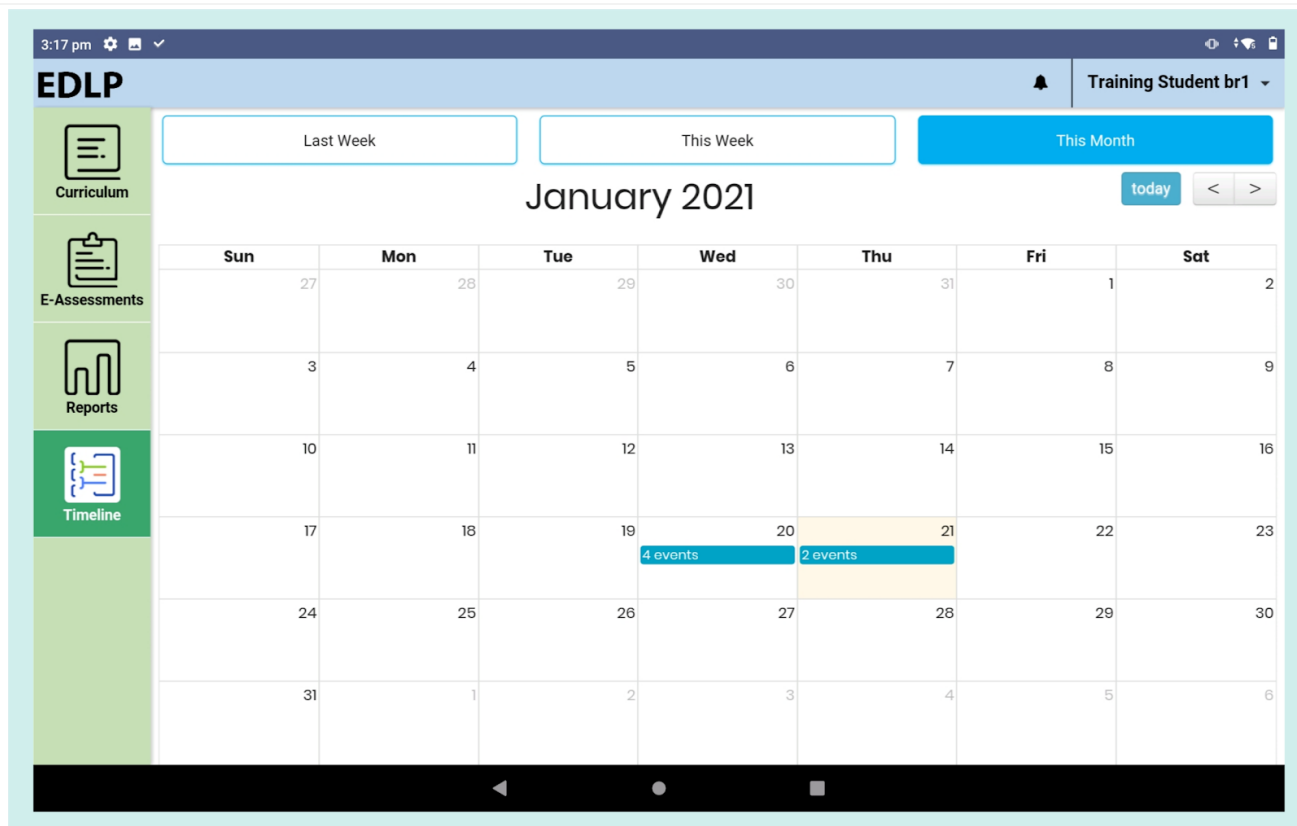 3:17 pm
EDLP
Training Student br1
Curriculum
E-Assessments
Reports
Timeline
Last Week This Week This Month
January 2021
today < >
Sun Mon Tue Wed Thu Fri Sat
27 28 29 30 31 1 2
3 4 5 6 7 8 9
10 11 12 13 14 15 16
17 18 19 20 21 22 23
4 events 2 events
24 25 26 27 28 29 30
31 1 2 3 4 5 6